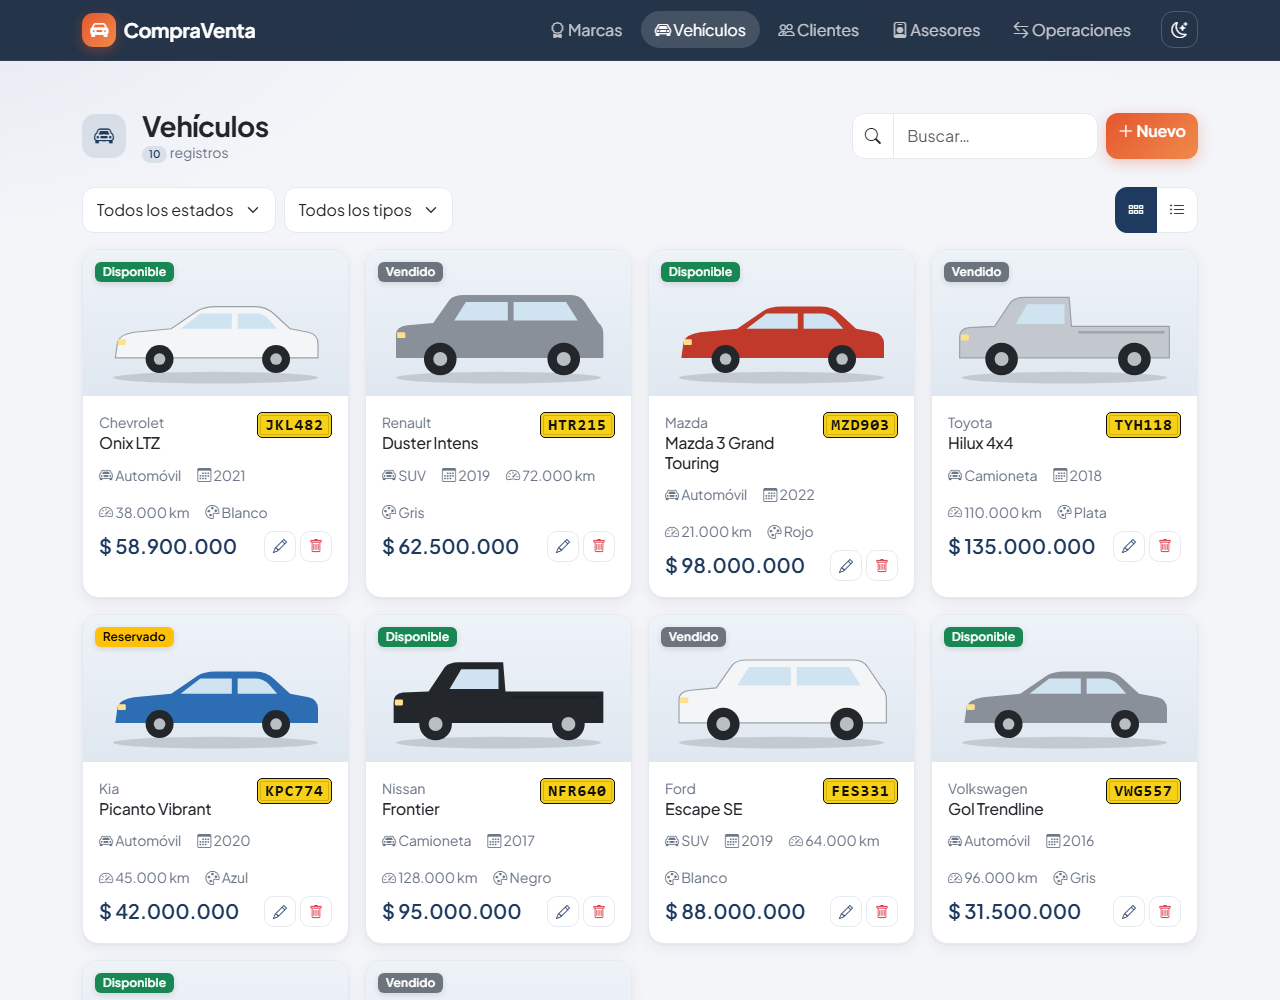 CompraVenta
Marcas
Vehículos
Clientes
Asesores
Operaciones
Vehículos
10 registros
Buscar...
Nuevo
Todos los estados
Todos los tipos
Disponible
Chevrolet
JKL482
Onix LTZ
Automóvil 2021
38.000 km Blanco
$ 58.900.000
Vendido
Renault
HTR215
Duster Intens
SUV 2019 72.000 km
Gris
$ 62.500.000
Disponible
Mazda
MZD903
Mazda 3 Grand
Touring
Automóvil 2022
21.000 km Rojo
$ 98.000.000
Vendido
Toyota
TYH118
Hilux 4x4
Camioneta 2018
110.000 km Plata
$ 135.000.000
Reservado
Kia
KPC774
Picanto Vibrant
Automóvil 2020
45.000 km Azul
$ 42.000.000
Disponible
Nissan
NFR640
Frontier
Camioneta 2017
128.000 km Negro
$ 95.000.000
Vendido
Ford
FES331
Escape SE
SUV 2019 64.000 km
Blanco
$ 88.000.000
Disponible
Volkswagen
VWG557
Gol Trendline
Automóvil 2016
96.000 km Gris
$ 31.500.000
Disponible
Vendido